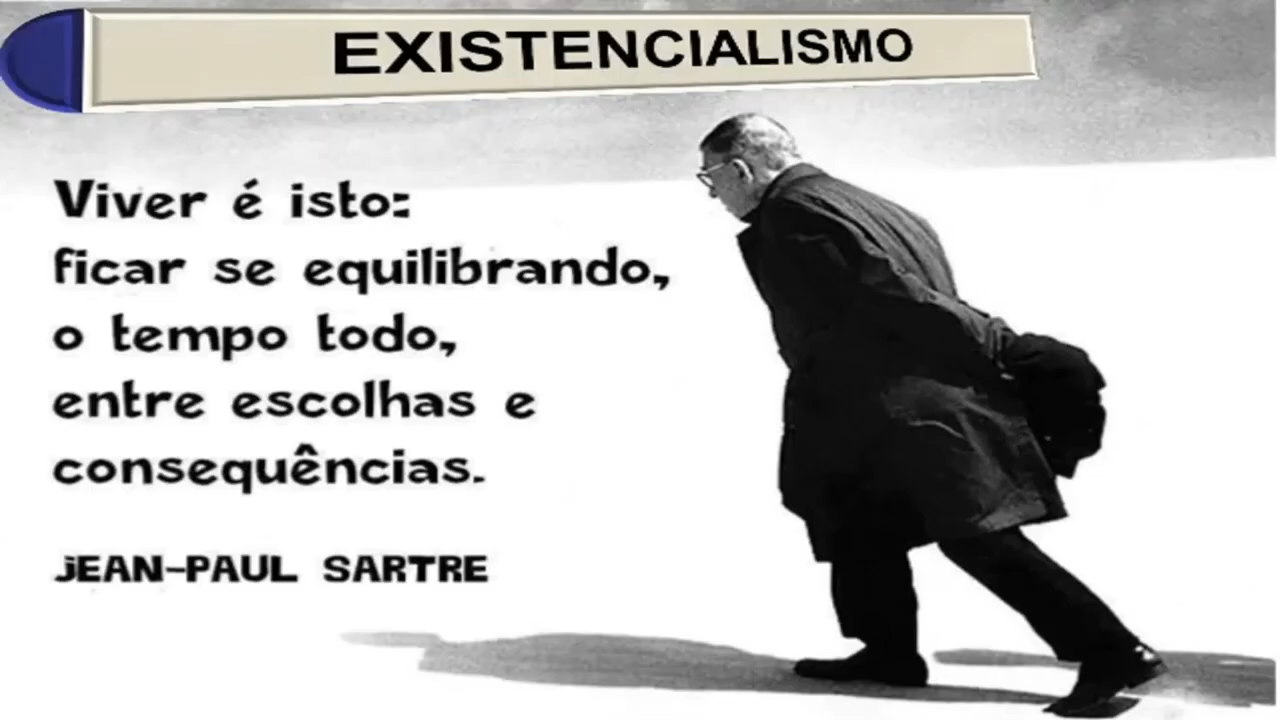 EXISTENCIALISMO
Viver é isto:
ficar se equilibrando,
o tempo todo,
entre escolhas e
consequências.
JEAN-PAUL SARTRE